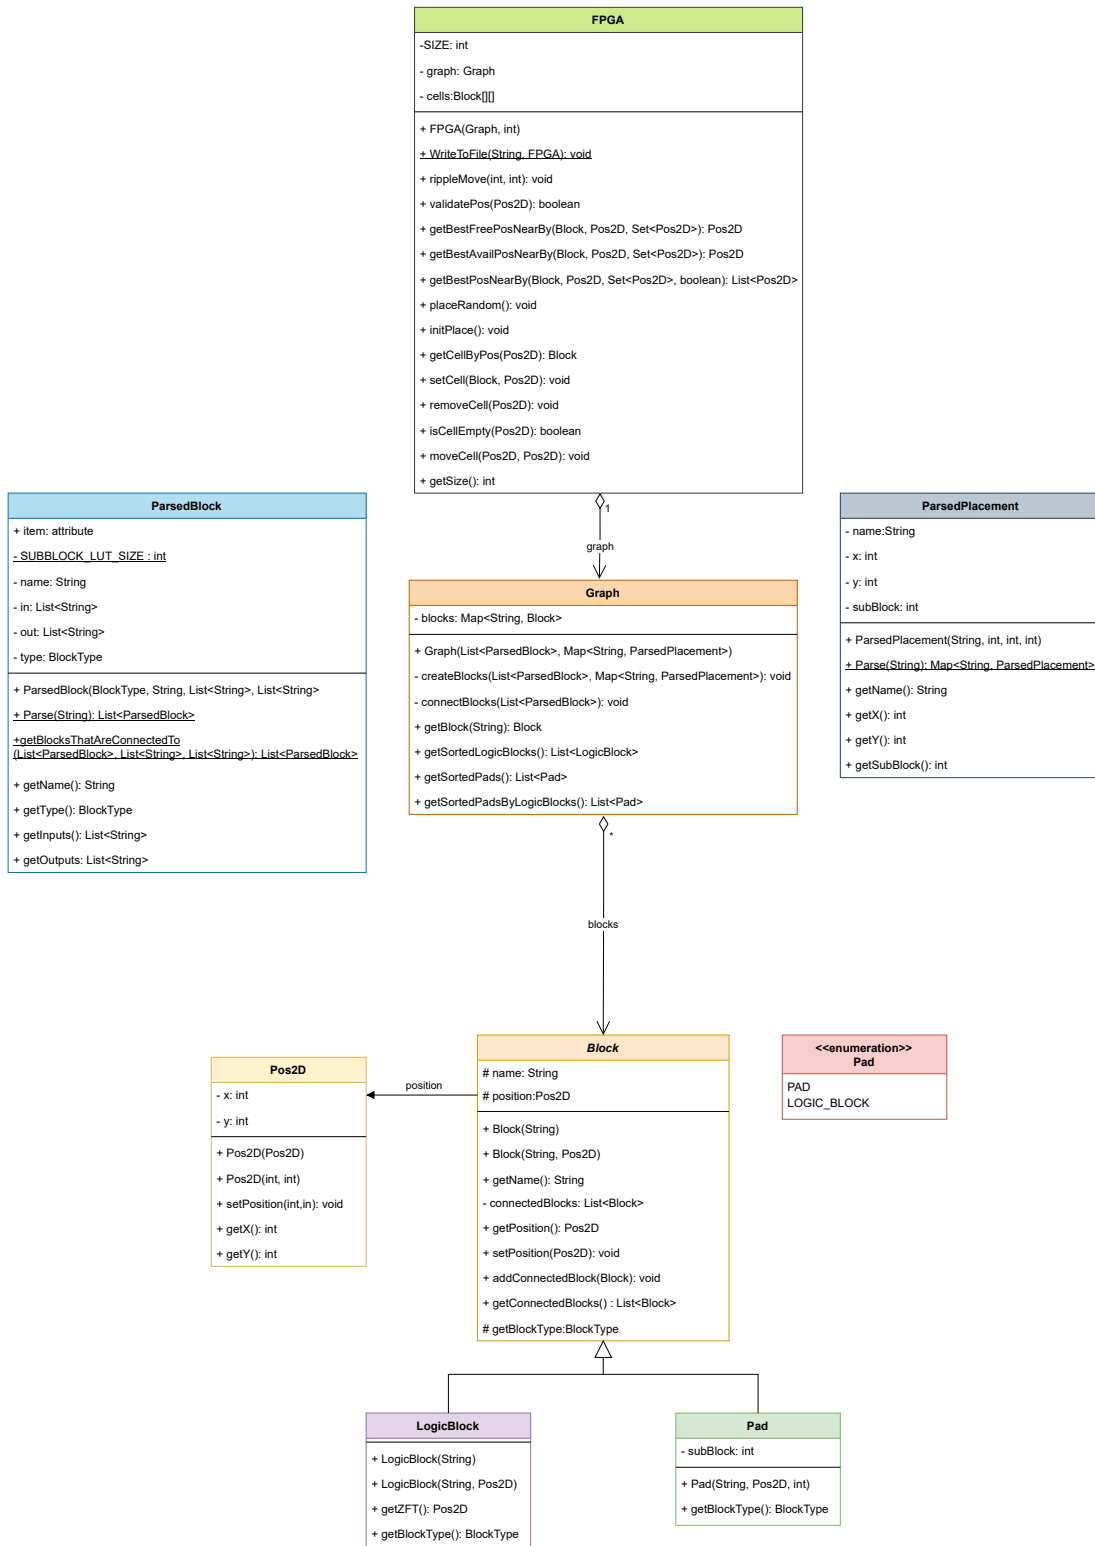 FPGA
-SIZE: int
- graph: Graph
- cells:Block[][]
+ FPGA(Graph, int)
+ WriteToFile(String, FPGA): void
+ rippleMove(int, int): void
+ validatePos(Pos2D): boolean
+ getBestFreePosNearBy(Block, Pos2D, Set<Pos2D>): Pos2D
+ getBestAvailPosNearBy(Block, Pos2D, Set<Pos2D>): Pos2D
+ getBestPosNearBy(Block, Pos2D, Set<Pos2D>, boolean): List<Pos2D>
+ placeRandom(): void
+ initPlace(): void
+ getCellByPos(Pos2D): Block
+ setCell(Block, Pos2D): void
+ removeCell(Pos2D): void
+ isCellEmpty(Pos2D): boolean
+ moveCell(Pos2D, Pos2D): void
+ getSize(): int
1
graph
ParsedBlock
+ item: attribute
- SUBBLOCK_LUT_SIZE : int
- name: String
- in: List<String>
- out: List<String>
- type: BlockType
+ ParsedBlock(BlockType, String, List<String>, List<String>
+ Parse(String): List<ParsedBlock>
+getBlocksThatAreConnectedTo
(List<ParsedBlock>, List<String>, List<String>): List<ParsedBlock>
+ getName(): String
+ getType(): BlockType
+ getInputs(): List<String>
+ getOutputs: List<String>
Graph
- blocks: Map<String, Block>
+ Graph(List<ParsedBlock>, Map<String, ParsedPlacement>)
- createBlocks(List<ParsedBlock>, Map<String, ParsedPlacement>): void
- connectBlocks(List<ParsedBlock>): void
+ getBlock(String): Block
+ getSortedLogicBlocks(): List<LogicBlock>
+ getSortedPads(): List<Pad>
+ getSortedPadsByLogicBlocks(): List<Pad>
ParsedPlacement
- name:String
- x: int
- y: int
- subBlock: int
+ ParsedPlacement(String, int, int, int)
+ Parse(String): Map<String, ParsedPlacement>
+ getName(): String
+ getX(): int
+ getY(): int
+ getSubBlock(): int
*
blocks
Pos2D
- x: int
- y: int
+ Pos2D(Pos2D)
+ Pos2D(int, int)
+ setPosition(int,in): void
+ getX(): int
+ getY(): int
position
Block
# name: String
# position:Pos2D
+ Block(String)
+ Block(String, Pos2D)
+ getName(): String
- connectedBlocks: List<Block>
+ getPosition(): Pos2D
+ setPosition(Pos2D): void
+ addConnectedBlock(Block): void
+ getConnectedBlocks() : List<Block>
# getBlockType:BlockType
<<enumeration>>
Pad
PAD
LOGIC_BLOCK
LogicBlock
+ LogicBlock(String)
+ LogicBlock(String, Pos2D)
+ getZFT(): Pos2D
+ getBlockType(): BlockType
Pad
- subBlock: int
+ Pad(String, Pos2D, int)
+ getBlockType(): BlockType